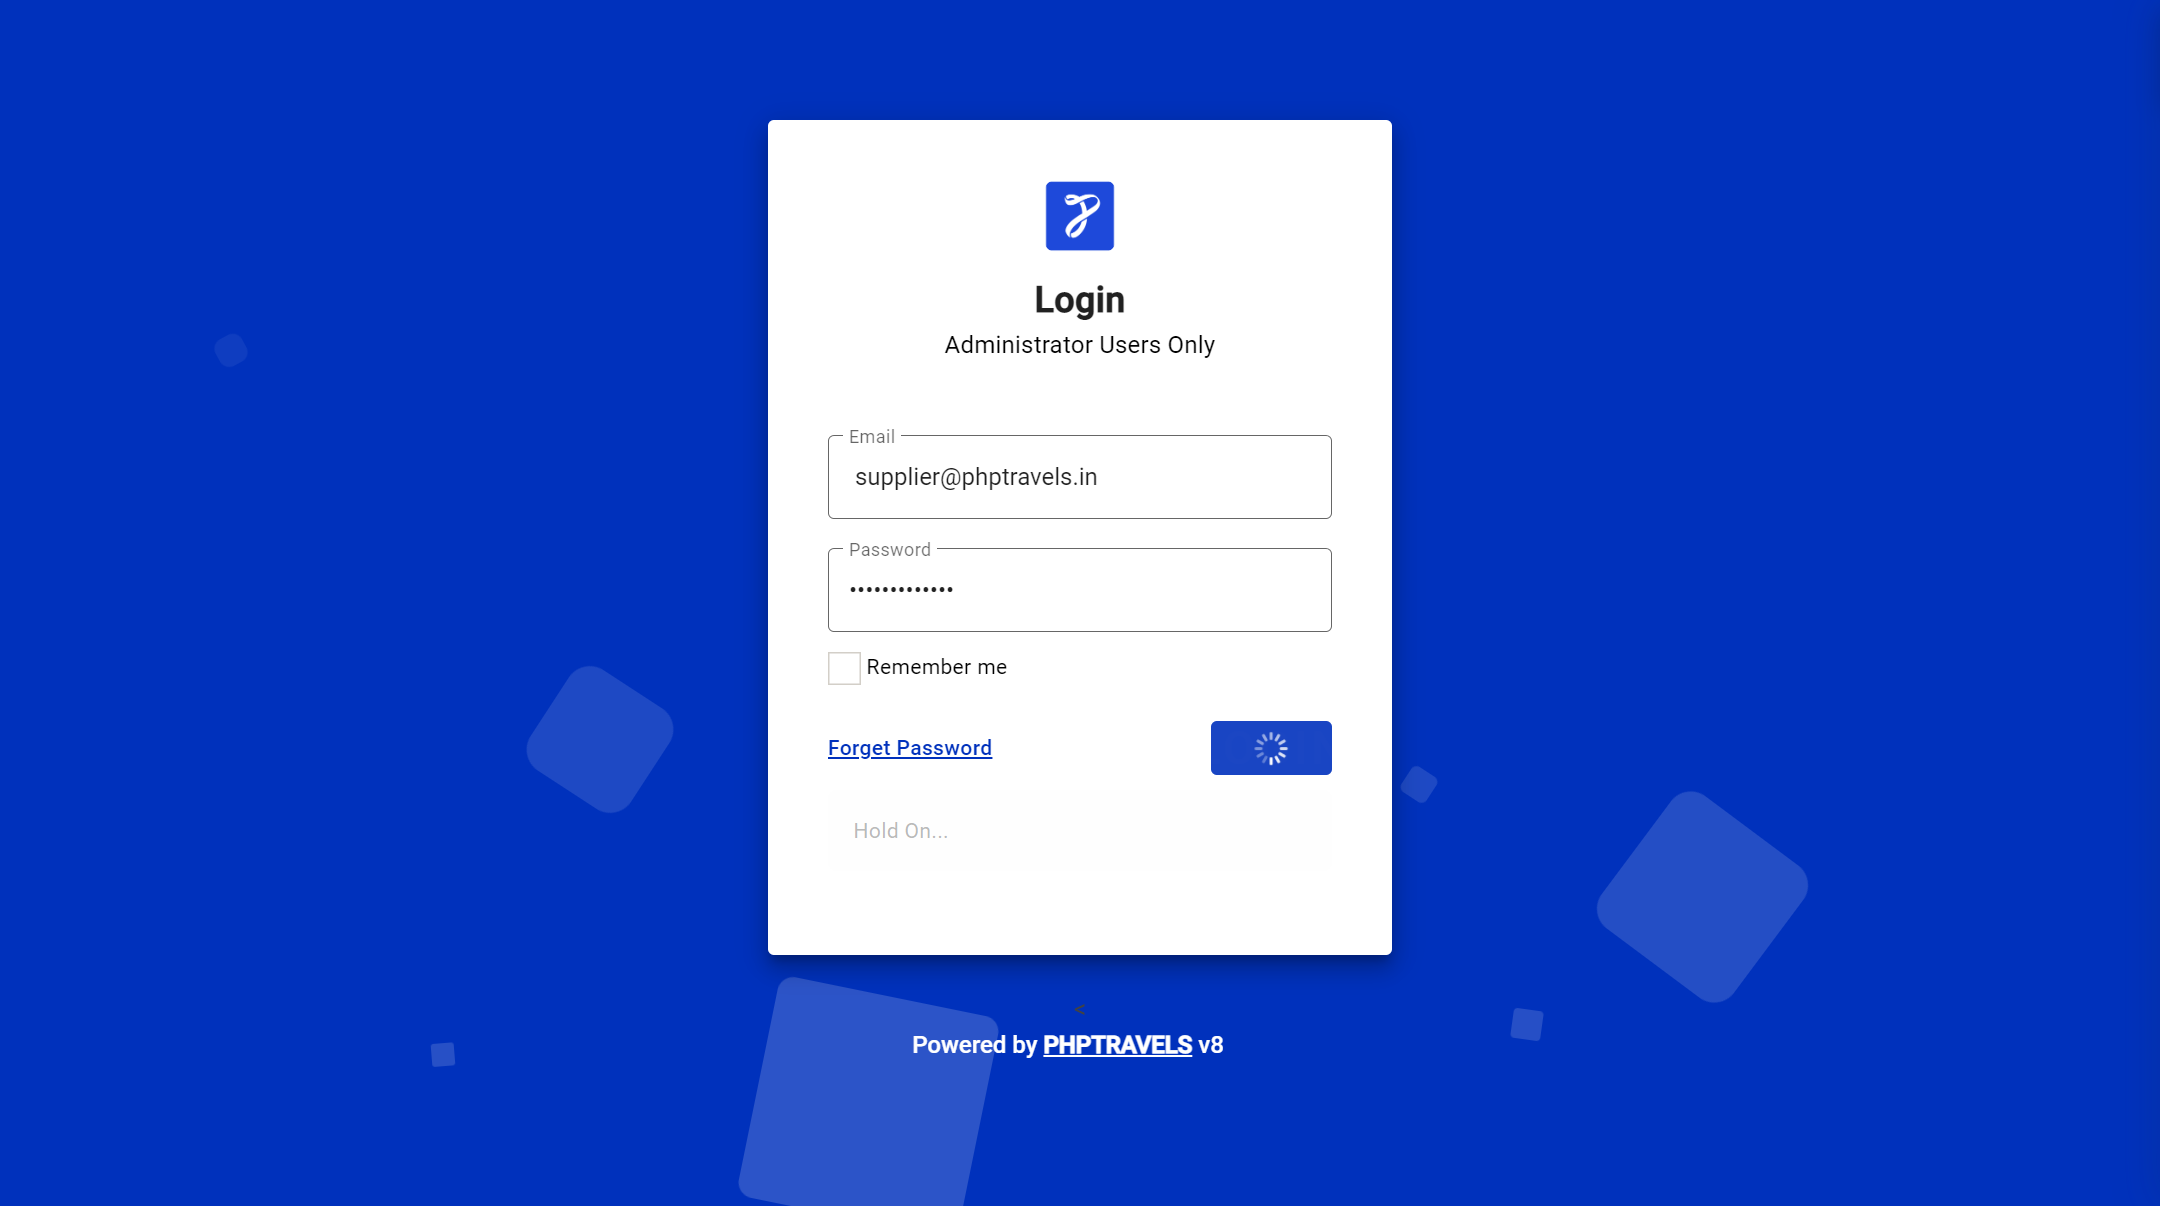 Login
Administrator Users Only
Email
supplier@phptravels.in
Password
•••••••••••••
Remember me
Forget Password
Hold On...
<
Powered by PHPTRAVELS v8